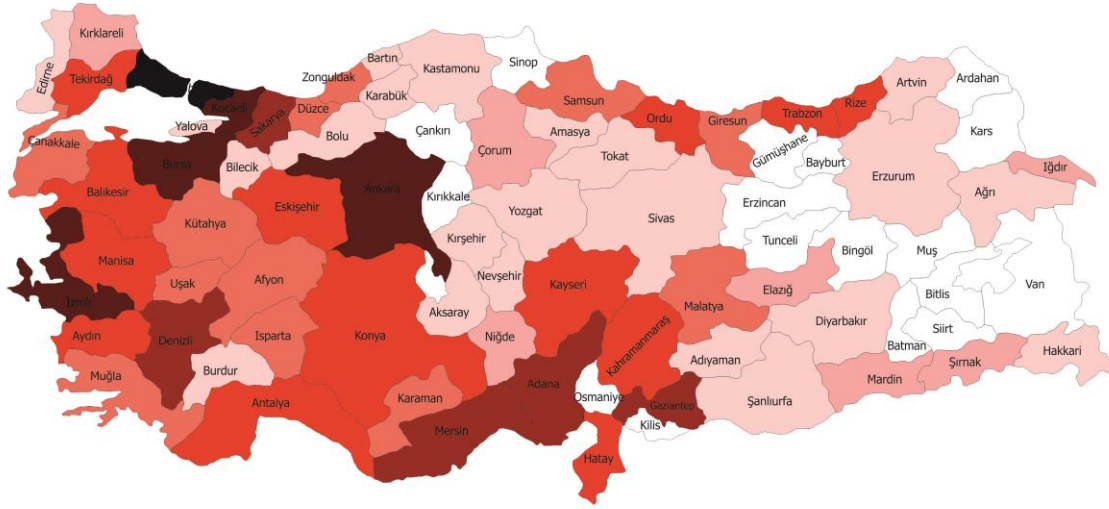 Kırklareli
Edirne
Tekirdağ
Kocaeli
Sakarya
Yalova
Düzce
Zonguldak
Bartın
Karabük
Kastamonu
Sinop
Bolu
Çankırı
Çorum
Samsun
Amasya
Tokat
Ordu
Giresun
Trabzon
Rize
Artvin
Ardahan
Kars
Gümüşhane
Bayburt
Erzurum
Iğdır
Ağrı
Çanakkale
Bursa
Bilecik
Balıkesir
Kütahya
Eskişehir
Ankara
Kırıkkale
Yozgat
Sivas
Erzincan
Tunceli
Bingöl
Muş
Bitlis
Van
Manisa
İzmir
Uşak
Afyon
Kırşehir
Nevşehir
Aksaray
Kayseri
Malatya
Elazığ
Diyarbakır
Siirt
Batman
Aydın
Denizli
Isparta
Konya
Niğde
Kahramanmaraş
Adıyaman
Mardin
Şırnak
Hakkari
Muğla
Burdur
Antalya
Karaman
Mersin
Adana
Osmaniye
Gaziantep
Kilis
Şanlıurfa
Hatay